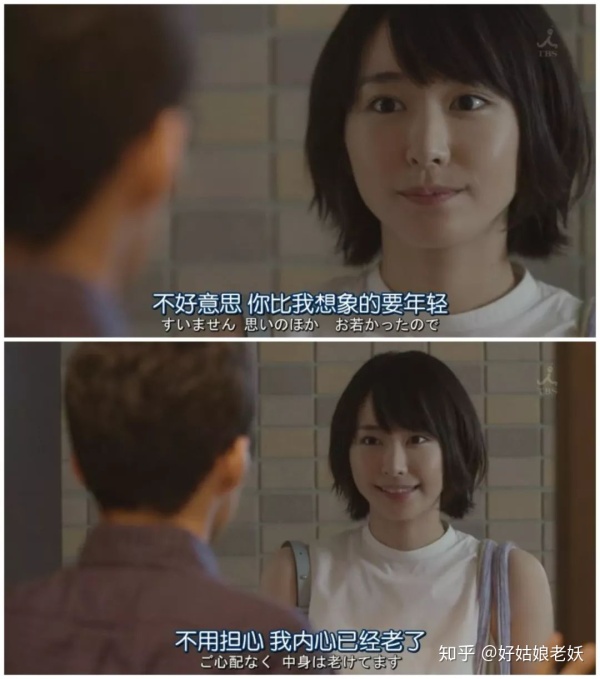 TBS
不好意思 你比我想象的要年轻
すいません 思いのほか お若かったので
TBS
不用担心 我内心已经老了
ご心配なく 中身は老けてます
知乎 @好姑娘老妖